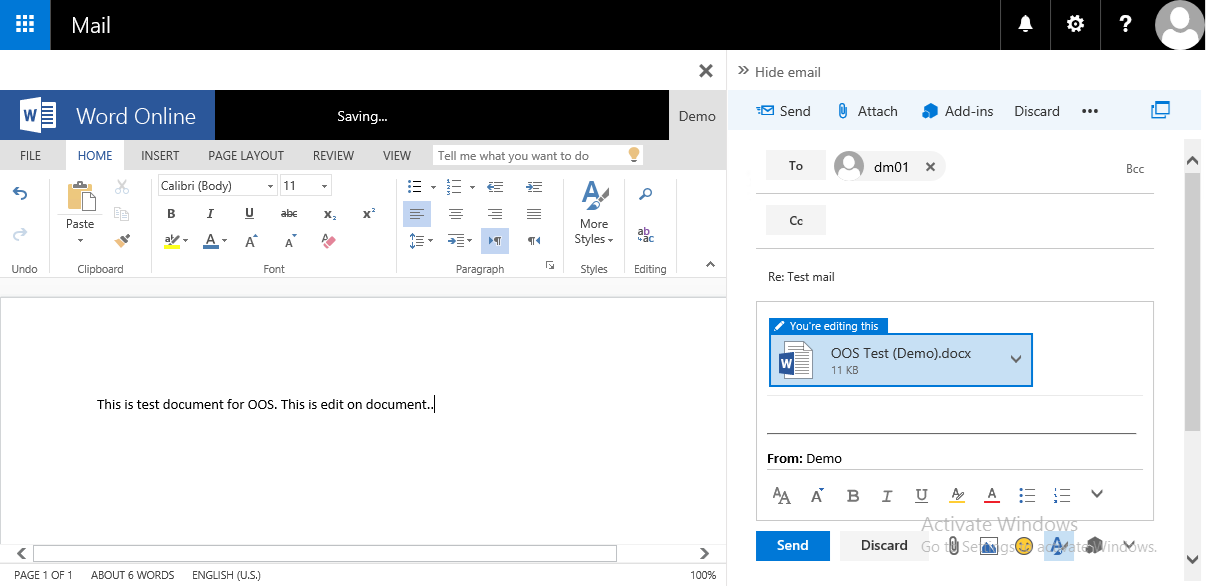 Mail
?
Hide email
Word Online
Saving...
Demo
Send
Attach
Add-ins
Discard
FILE
HOME
INSERT
PAGE LAYOUT
REVIEW
VIEW
Tell me what you want to do
Calibri (Body)
11
Paste
B I U abc x₂ x²
A A A
More
Styles
Undo
Clipboard
Font
Paragraph
Styles
Editing
This is test document for OOS. This is edit on document..
PAGE 1 OF 1
ABOUT 6 WORDS
ENGLISH (U.S.)
100%
To
dm01
Bcc
Cc
Re: Test mail
You're editing this
OOS Test (Demo).docx
11 KB
From: Demo
AA A B I U A A
Activate Windows
Go to Settings to activate Windows.
Send
Discard